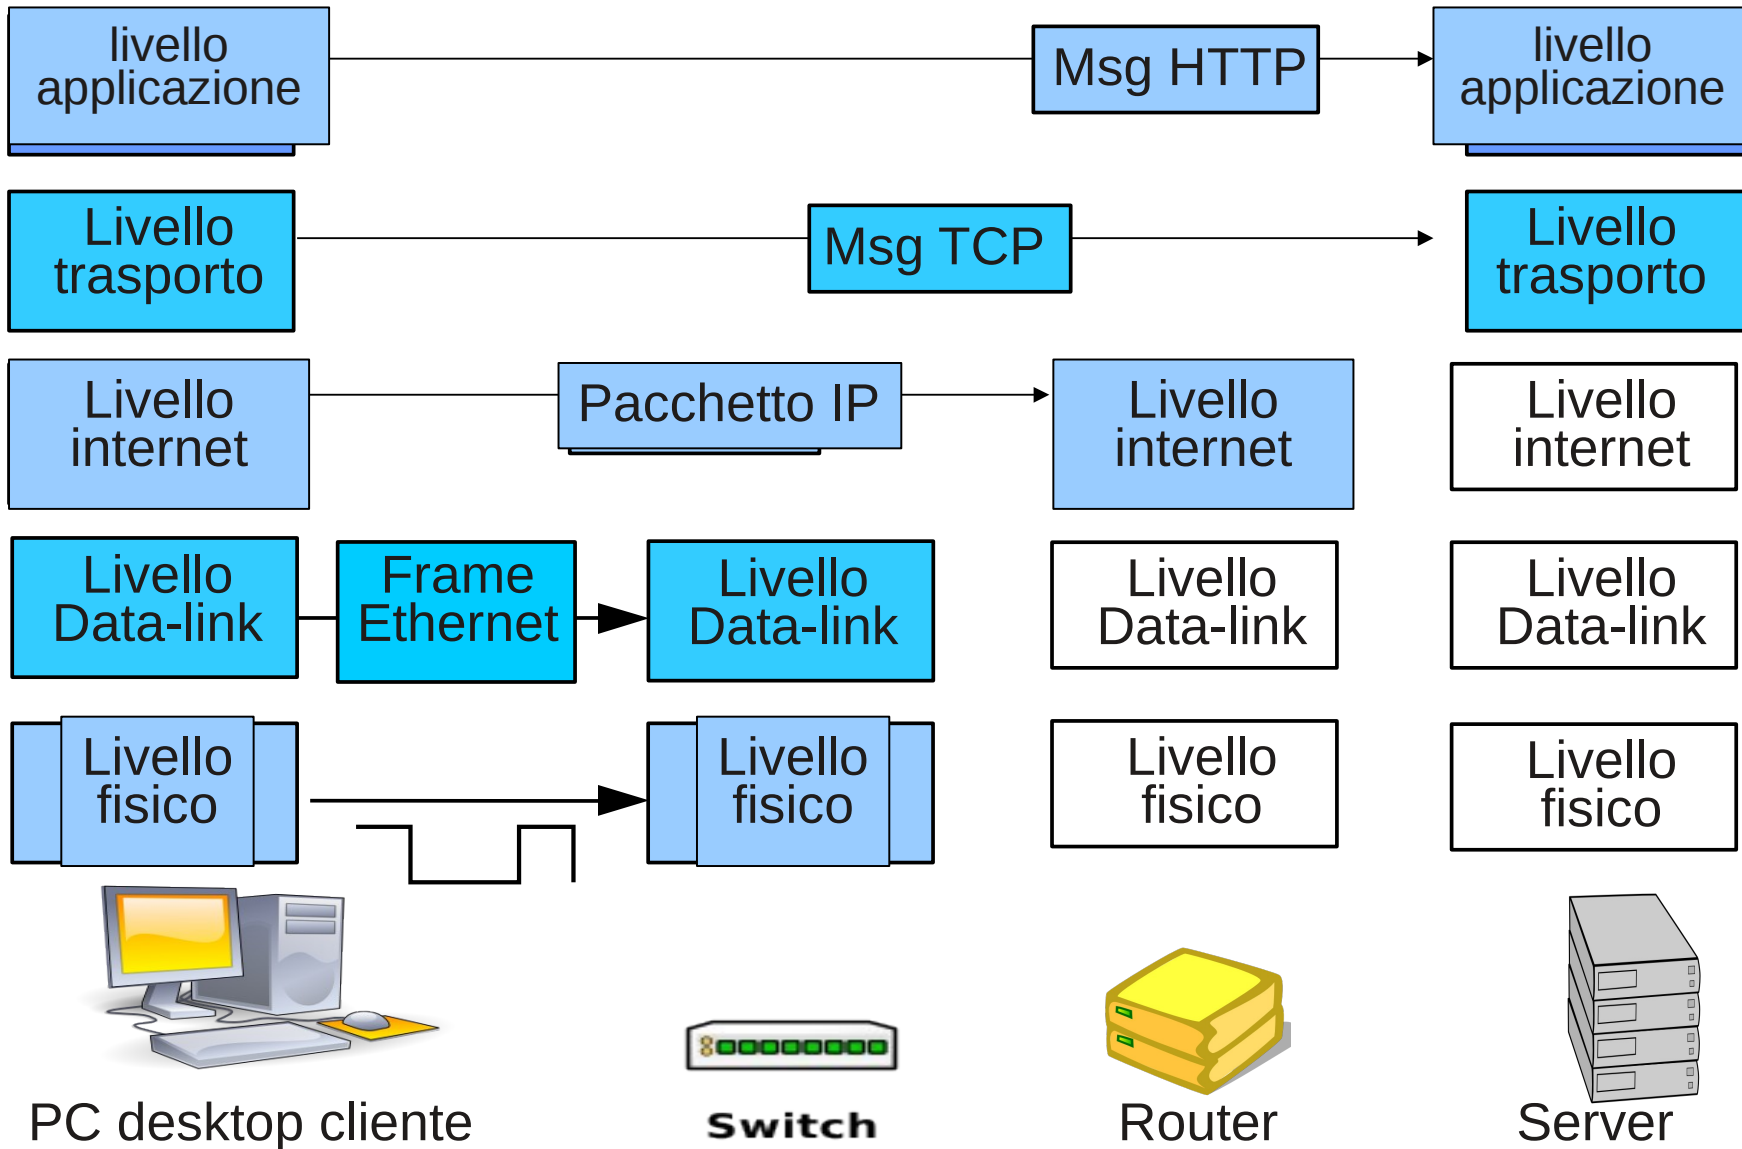 livello
applicazione
Msg HTTP
livello
applicazione
Livello
trasporto
Msg TCP
Livello
trasporto
Livello
internet
Pacchetto IP
Livello
internet
Livello
internet
Livello
Data-link
Frame
Ethernet
Livello
Data-link
Livello
Data-link
Livello
Data-link
Livello
fisico
Livello
fisico
Livello
fisico
Livello
fisico
PC desktop cliente
Switch
Router
Server